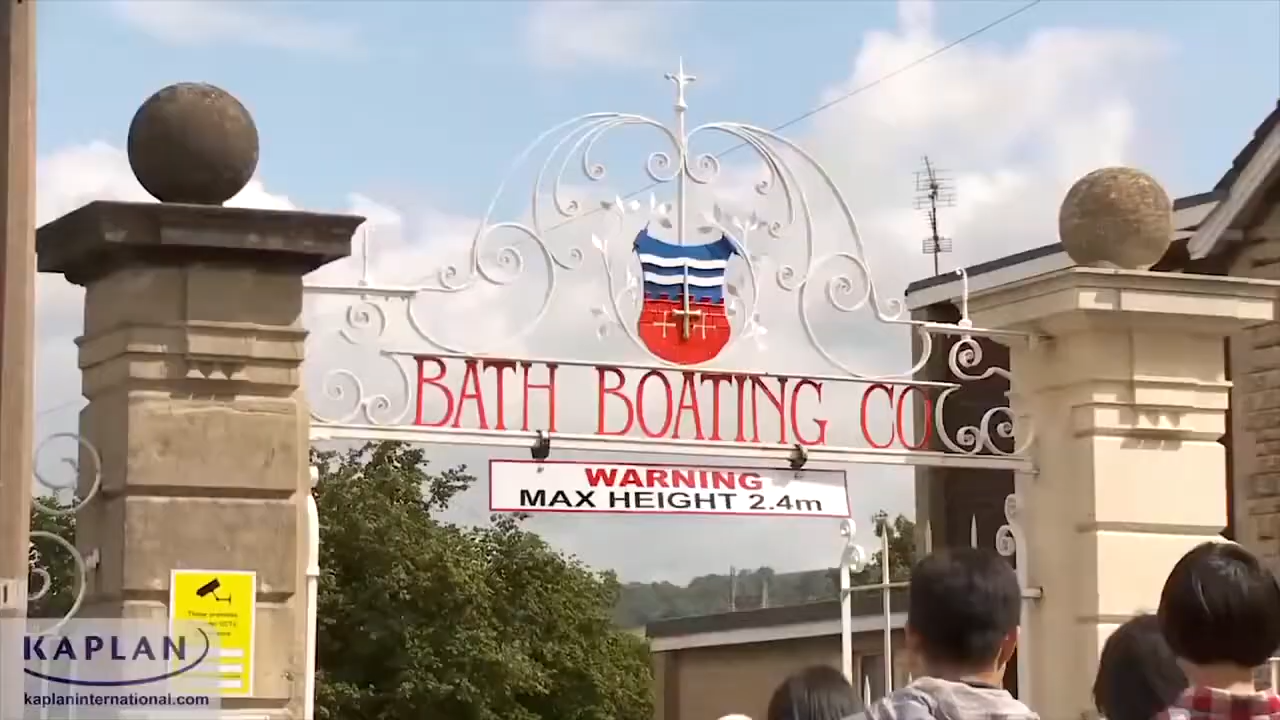 BATH BOATING CO
WARNING
MAX HEIGHT 2.4m
KAPLAN
kaplaninternational.com